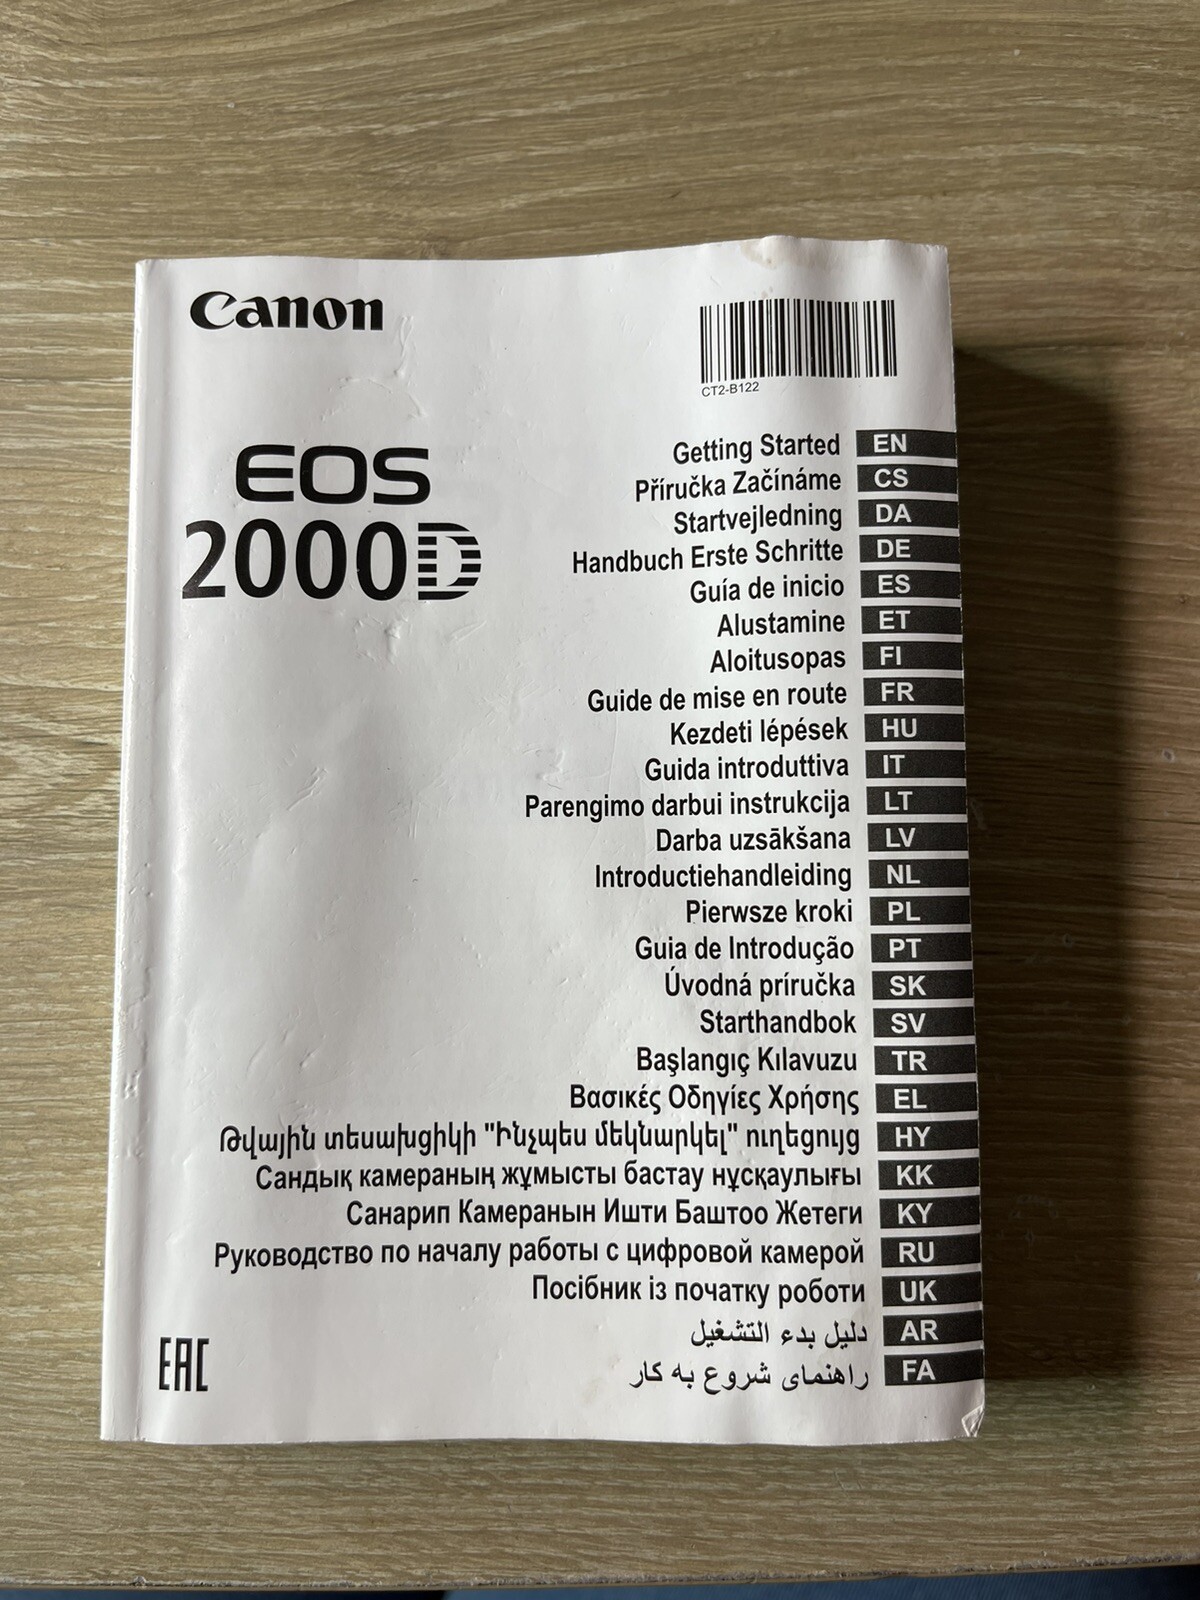 Canon
CT2-B122
EOS
2000D
Getting Started EN
Příručka Začínáme CS
Startvejledning DA
Handbuch Erste Schritte DE
Guía de inicio ES
Alustamine ET
Aloitusopas FI
Guide de mise en route FR
Kezdeti lépések HU
Guida introduttiva IT
Parengimo darbui instrukcija LT
Darba uzsākšana LV
Introductiehandleiding NL
Pierwsze kroki PL
Guia de Introdução PT
Úvodná príručka SK
Starthandbok SV
Başlangıç Kılavuzu TR
Βασικές Οδηγίες Χρήσης EL
Թվային տեսախցիկի "Ինչպես մեկնարկել" ուղեցույց HY
Сандық камераның жұмысты бастау нұсқаулығы KK
Санарип Камеранын Ишти Баштоо Жетеги KY
Руководство по началу работы с цифровой камерой RU
Посібник із початку роботи UK
دليل بدء التشغيل AR
راهنمای شروع به کار FA
EAC